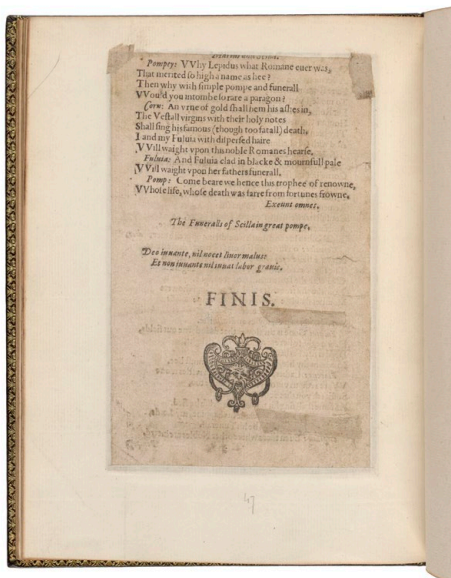 Pompey: VVhy Lepidus what Romane euer was,
That merited so high a name as hee?
Then why with simple pompe and funerall
VVould you intombe so rare a paragon?
Corn: An vrne of gold shall hem his ashes in,
The Vestall virgins with their holy notes
Shall sing his famous (though too fatall) death,
I and my Fuluia with dispersed haire
VVill waight vpon this noble Romanes hearse.
Fuluia: And Fuluia clad in blacke & mournfull pale
VVill waight vpon her fathers funerall.
Pomp: Come beare we hence this trophee of renowne,
VVhose life, whose death was farre from fortunes frowne.
Exeunt omnes.
The Funeralls of Scilla in great pompe.
Deo iuuante, nil nocet liuor malus:
Et non iuuante nil iuuat labor grauis.
FINIS.
47